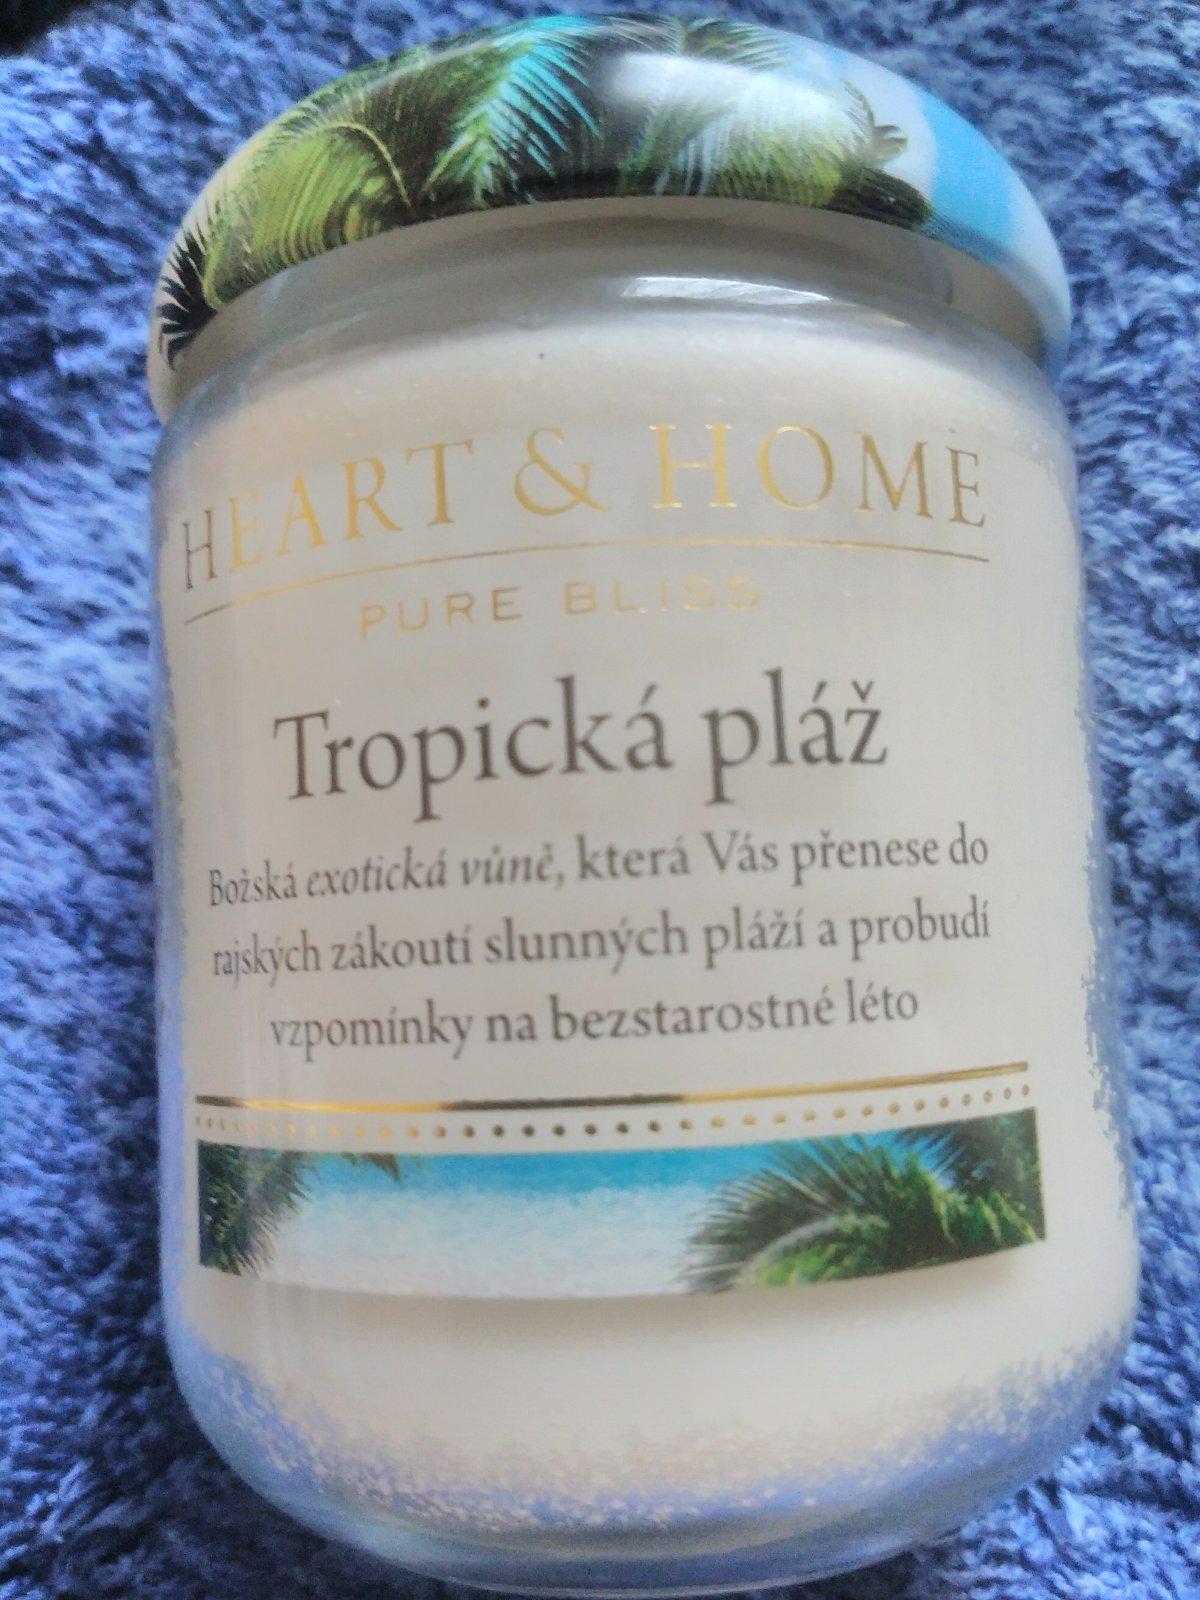 HEART & HOME
PURE BLISS
Tropická pláž
Božská exotická vůně, která Vás přenese do
rajských zákoutí slunných pláží a probudí
vzpomínky na bezstarostné léto